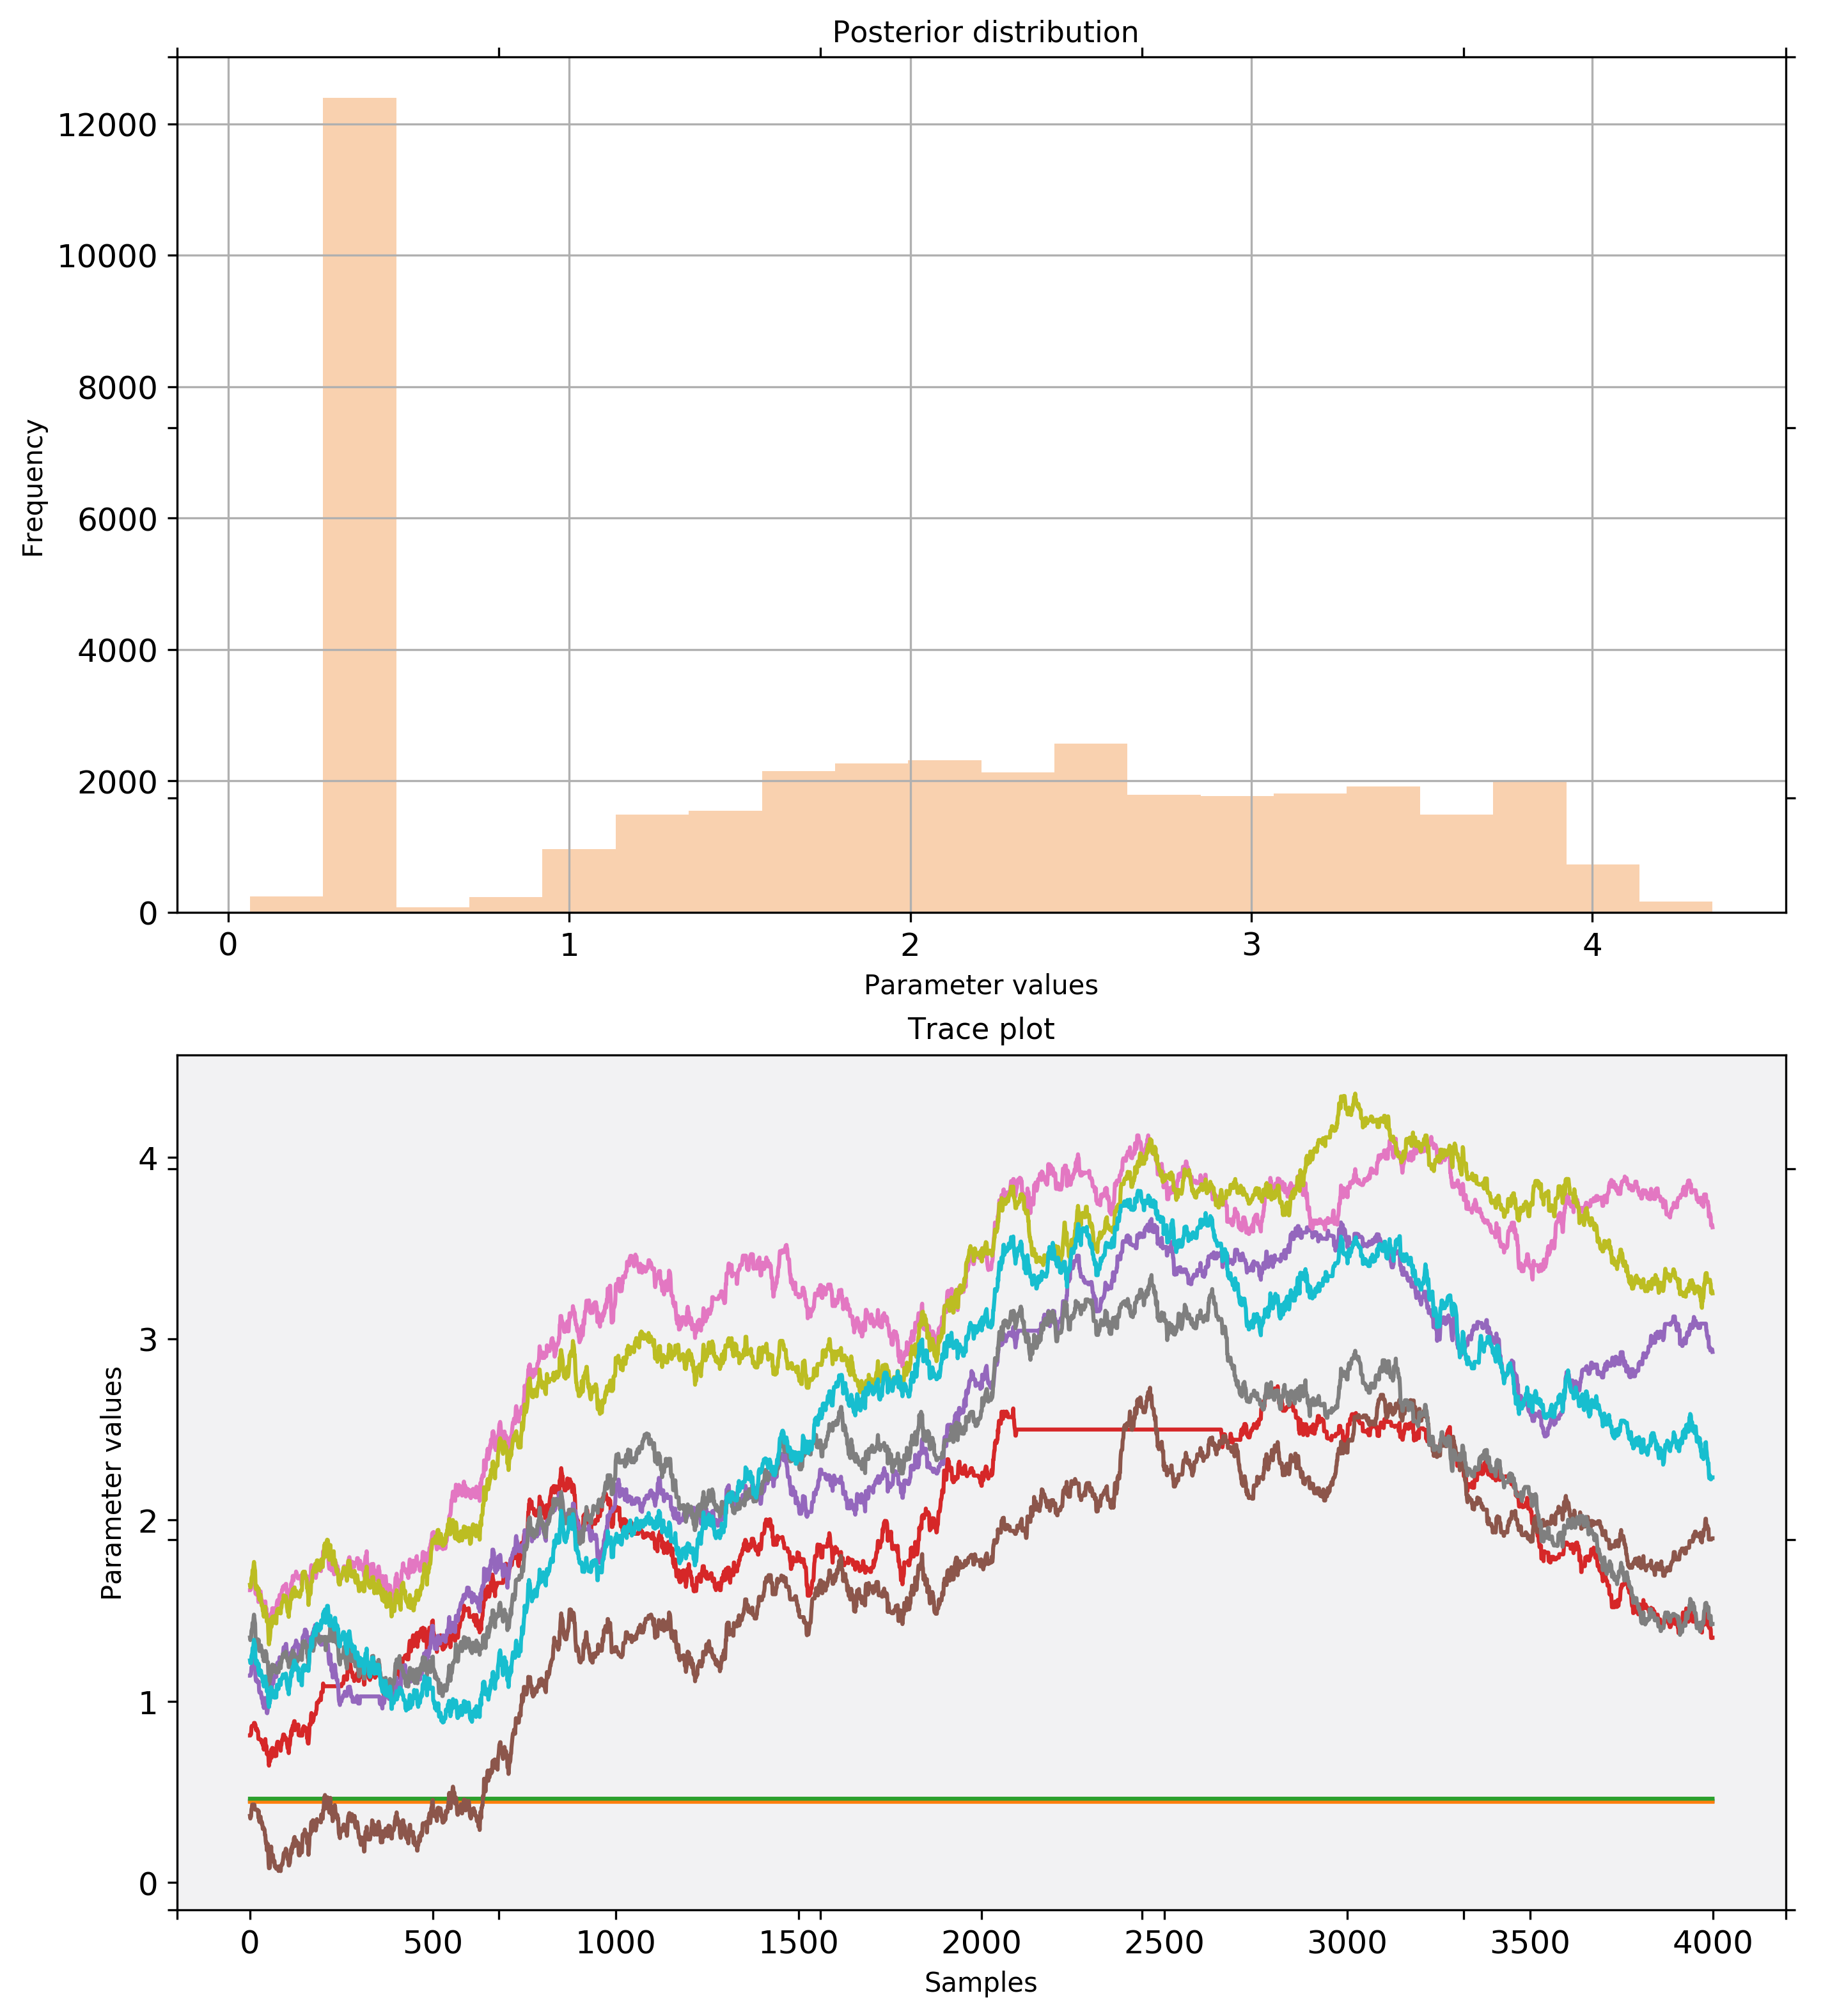 Posterior distribution
12000
10000
8000
6000
4000
2000
0
Frequency
0 1 2 3 4
Parameter values
Trace plot
4
3
2
1
0
Parameter values
0 500 1000 1500 2000 2500 3000 3500 4000
Samples